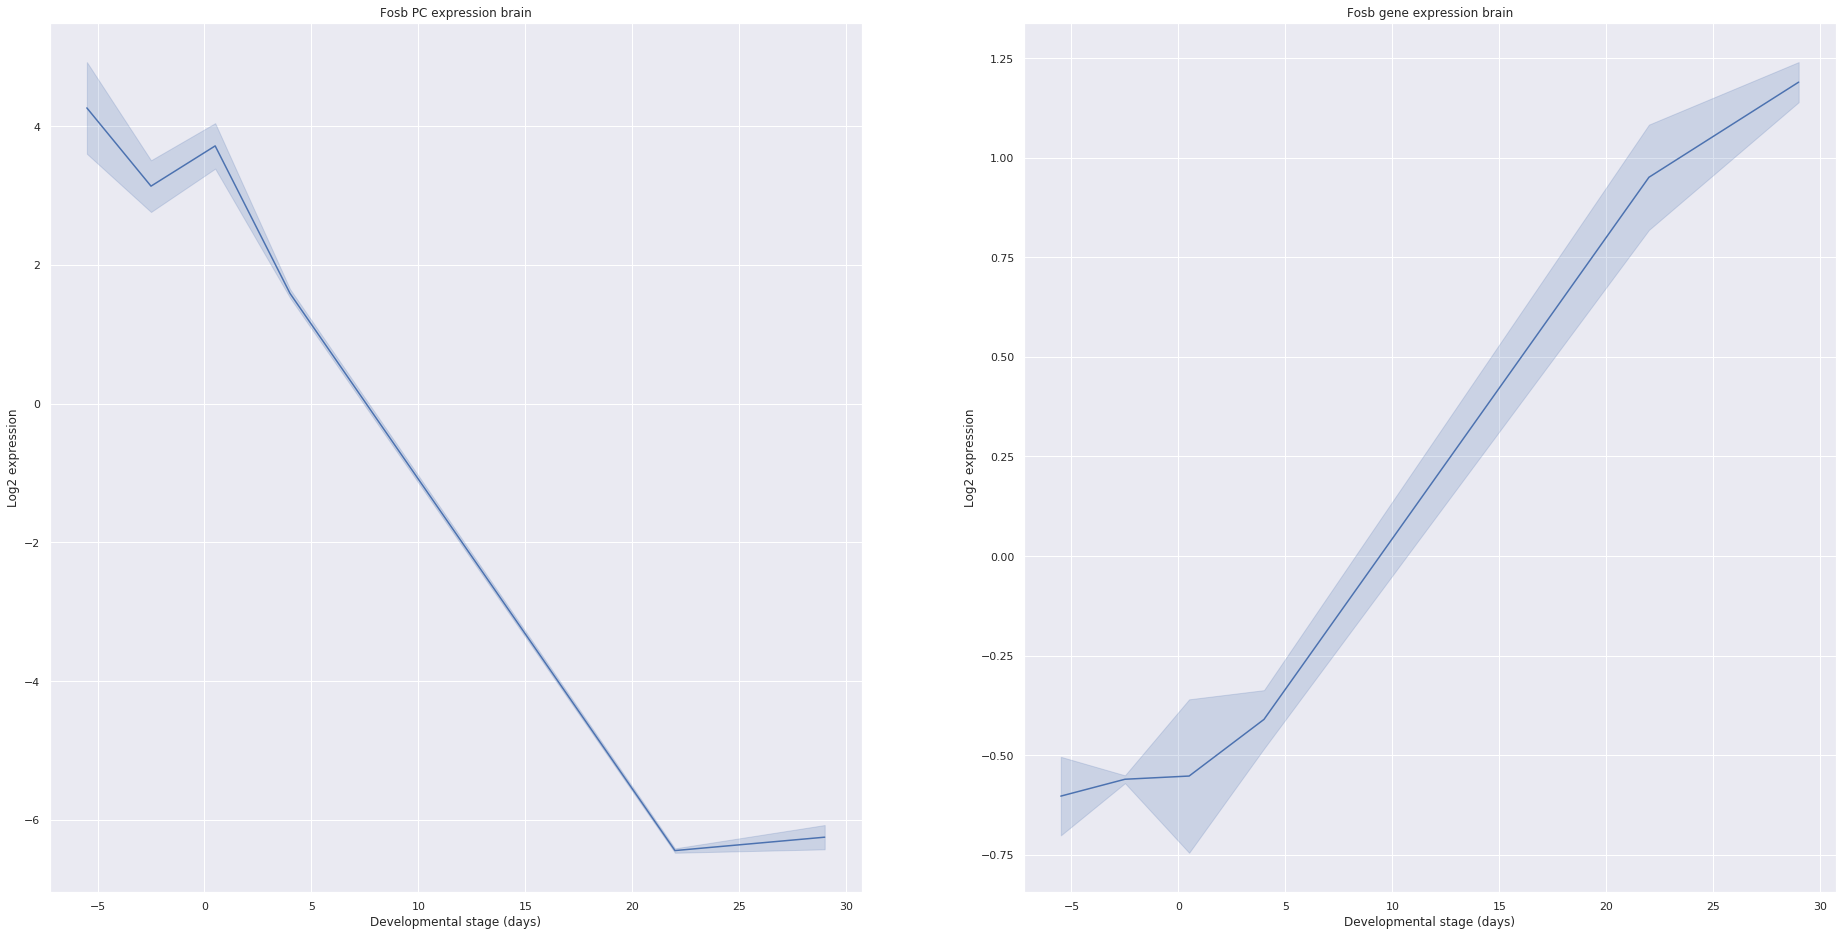 Fosb PC expression brain
Log2 expression
4
2
0
−2
−4
−6
−5 0 5 10 15 20 25 30
Developmental stage (days)
Fosb gene expression brain
Log2 expression
1.25
1.00
0.75
0.50
0.25
0.00
−0.25
−0.50
−0.75
−5 0 5 10 15 20 25 30
Developmental stage (days)